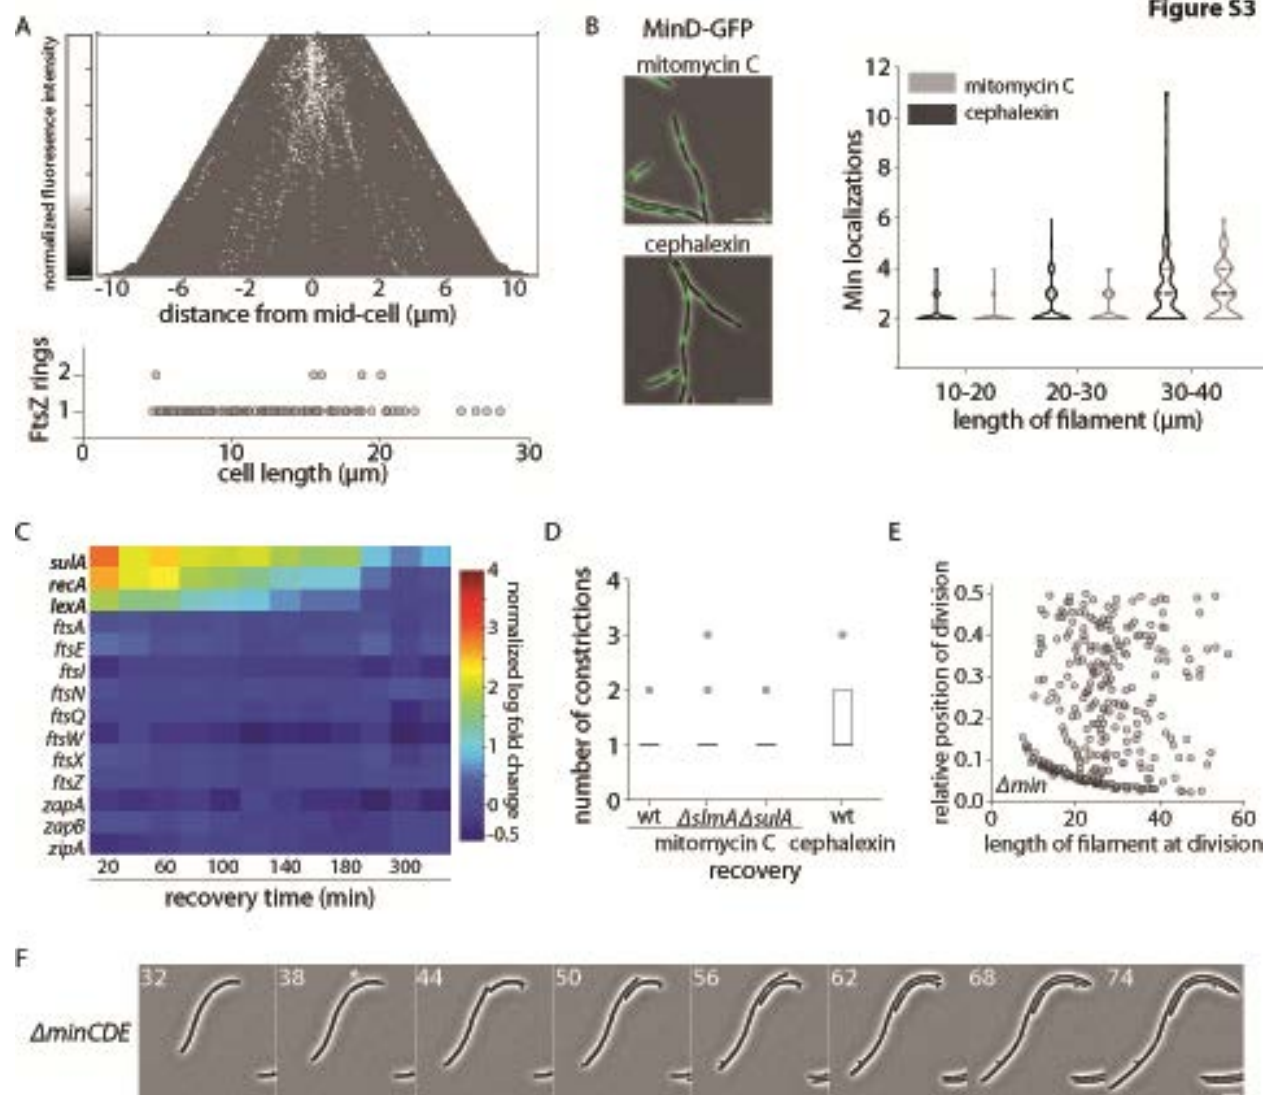 Figure S3
A
normalized fluoresence intensity
-10 -6 -2 0 2 6 10
distance from mid-cell (µm)
FtsZ rings
2
1
0 10 20 30
cell length (µm)
B
MinD-GFP
mitomycin C
cephalexin
Min localizations
12
10
8
6
4
2
mitomycin C
cephalexin
10-20 20-30 30-40
length of filament (µm)
C
sulA
recA
lexA
ftsA
ftsE
ftsI
ftsN
ftsQ
ftsW
ftsX
ftsZ
zapA
zapB
zipA
20 60 100 140 180 300
recovery time (min)
4
3
2
1
0
-0.5
normalized log fold change
D
number of constrictions
4
3
2
1
0
wt ΔslmA ΔsulA wt
mitomycin C cephalexin
recovery
E
relative position of division
0.5
0.4
0.3
0.2
0.1
0.0
Δmin
0 20 40 60
length of filament at division
F
ΔminCDE
32 38 * 44 50 56 62 68 74